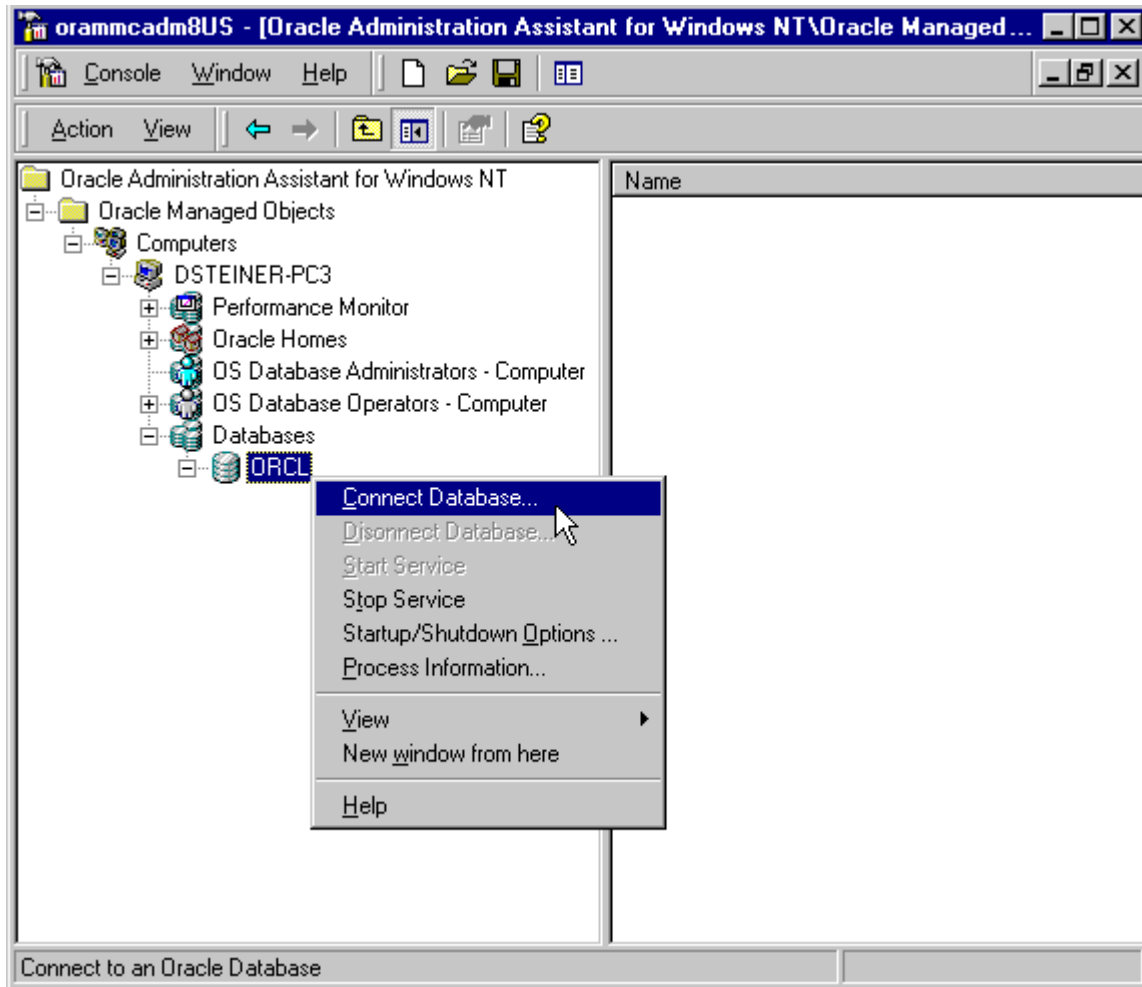 orammcadm8US - [Oracle Administration Assistant for Windows NT\Oracle Managed...
Console Window Help
Action View
Oracle Administration Assistant for Windows NT
Name
Oracle Managed Objects
Computers
DSTEINER-PC3
Performance Monitor
Oracle Homes
OS Database Administrators - Computer
OS Database Operators - Computer
Databases
ORCL
Connect Database...
Disonnect Database...
Start Service
Stop Service
Startup/Shutdown Options ...
Process Information...
View
New window from here
Help
Connect to an Oracle Database